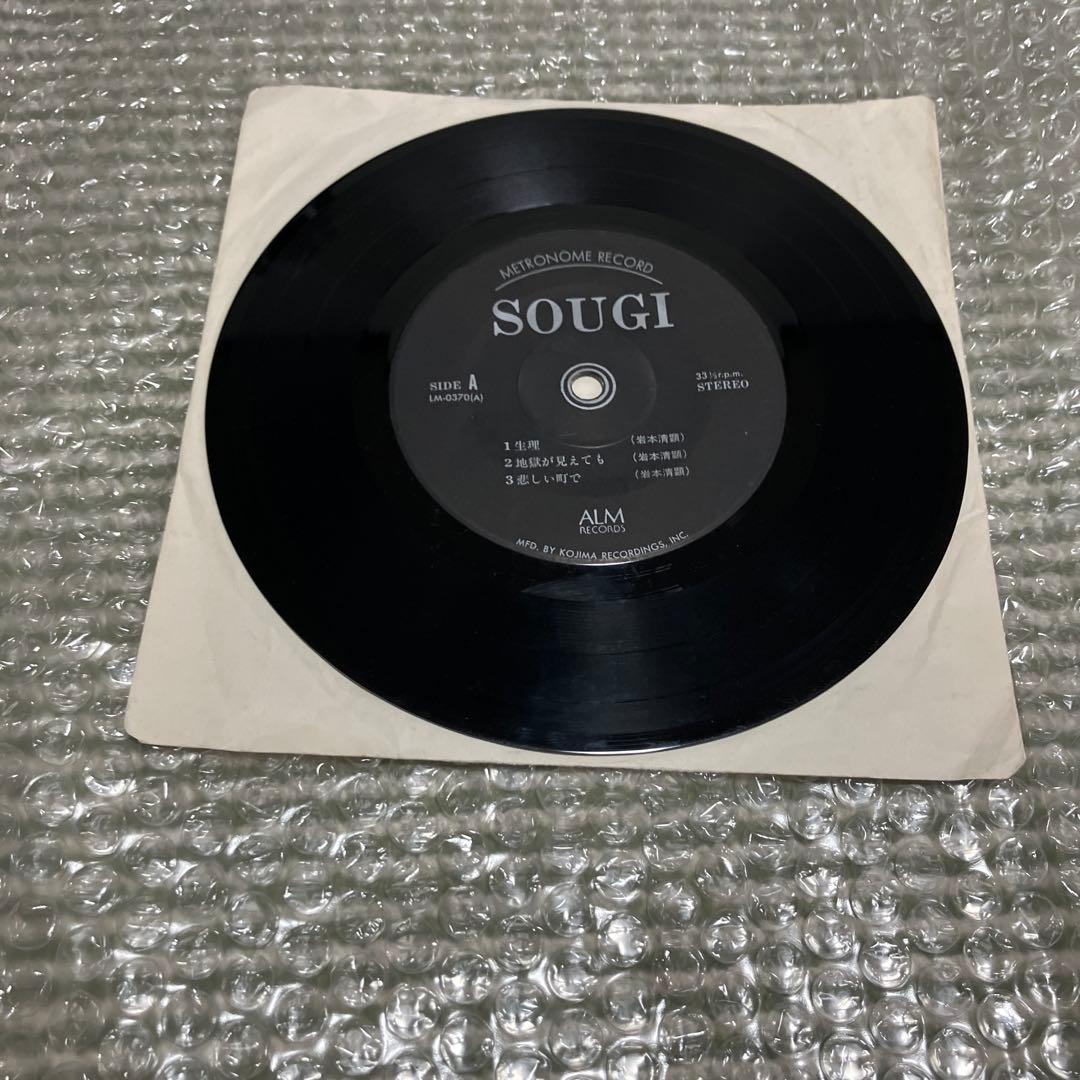 METRONOME RECORD
SOUGI
SIDE A
LM-0370(A)
33⅓r.p.m.
STEREO
1 生理 (岩本清顕)
2 地獄が見えても (岩本清顕)
3 悲しい町で (岩本清顕)
ALM
RECORDS
MFD. BY KOJIMA RECORDINGS, INC.